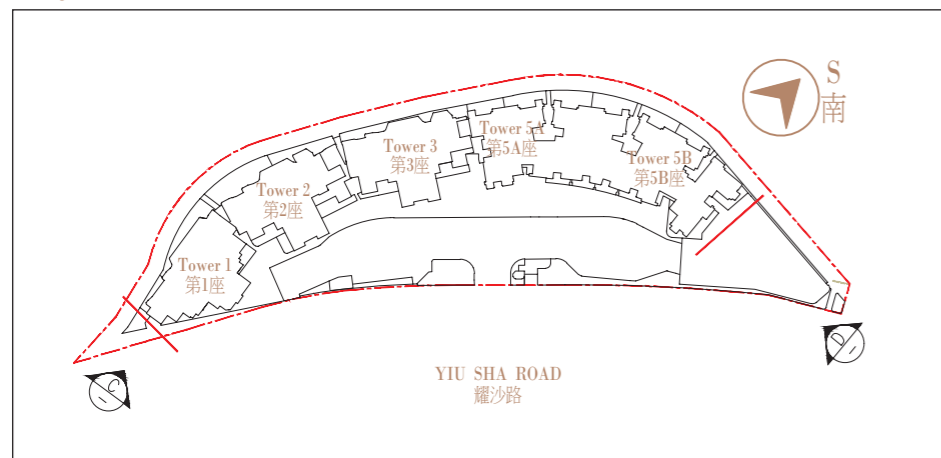 S
南
Tower 5A
第5A座
Tower 3
第3座
Tower 5B
第5B座
Tower 2
第2座
Tower 1
第1座
D
C
YIU SHA ROAD
耀沙路